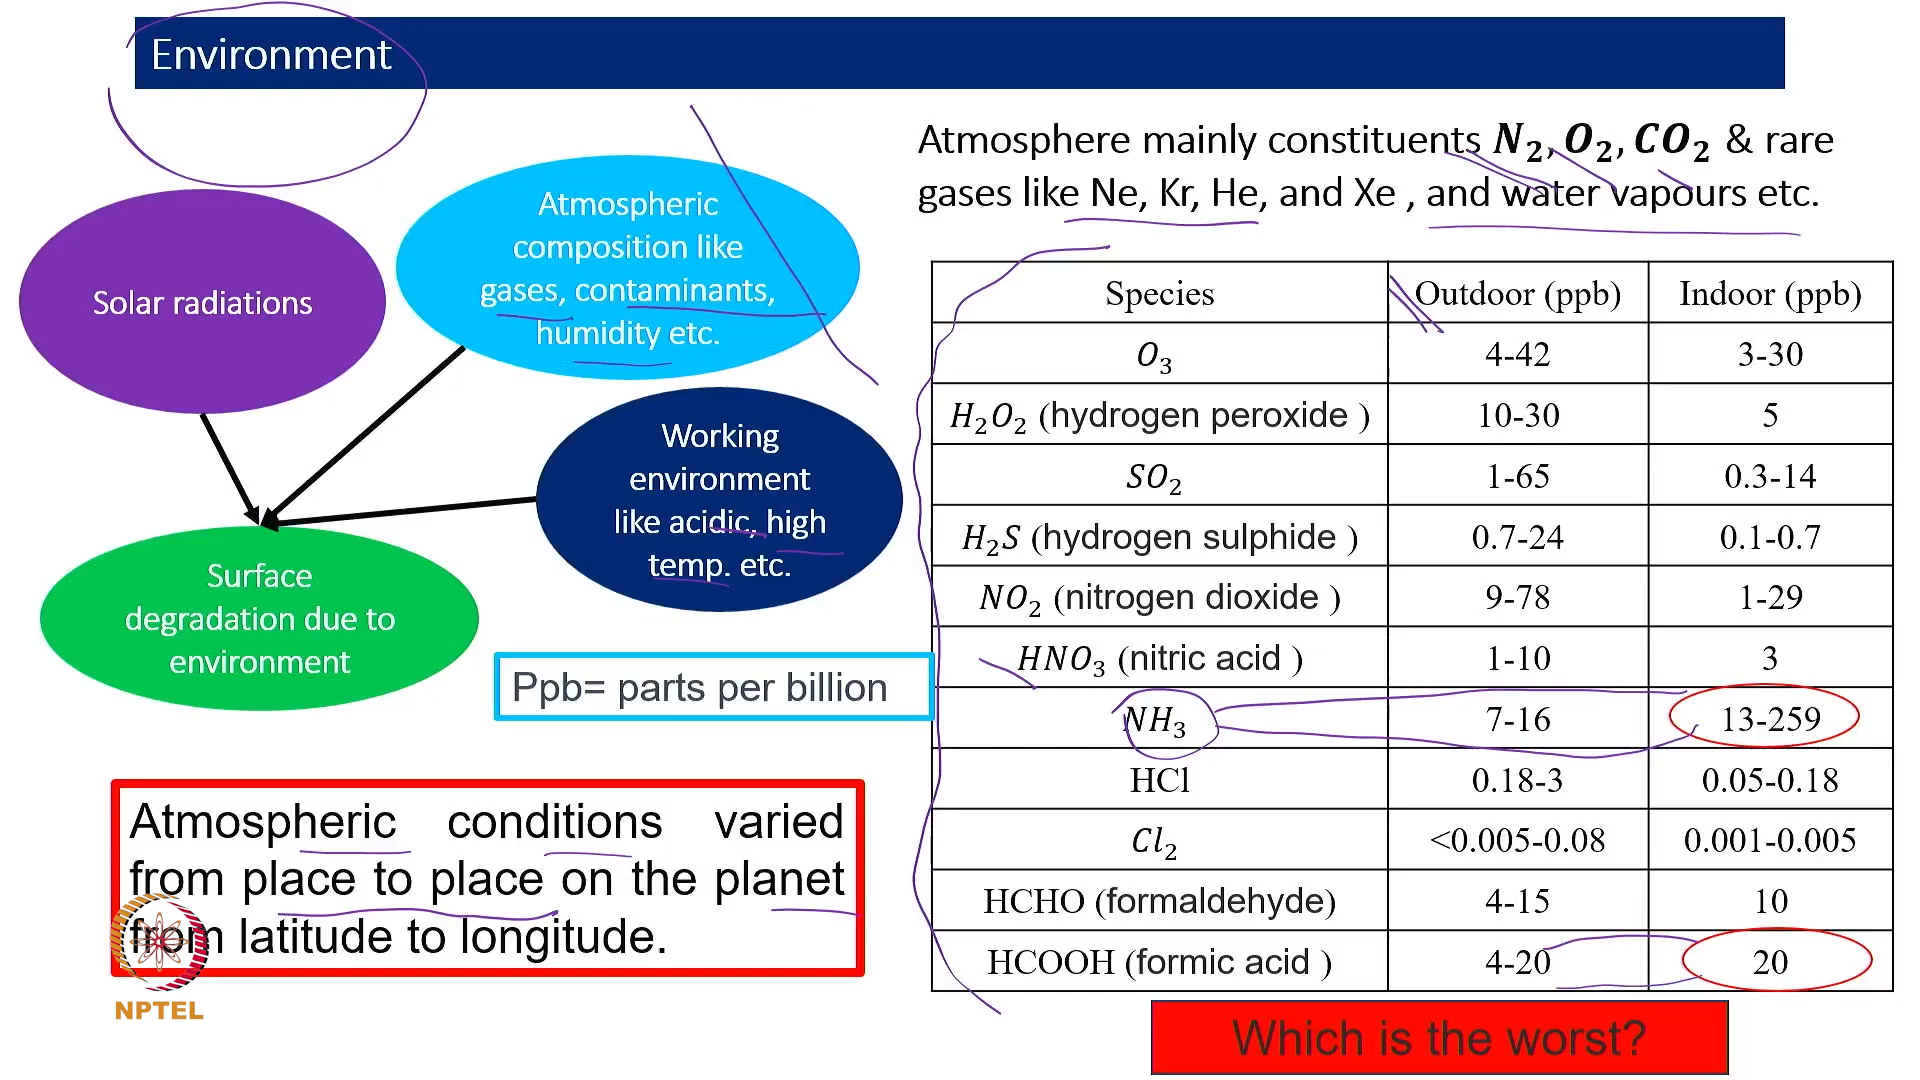 Environment
Solar radiations
Atmospheric
composition like
gases, contaminants,
humidity etc.
Working
environment
like acidic, high
temp. etc.
Surface
degradation due to
environment
Ppb= parts per billion
Atmospheric conditions varied
from place to place on the planet
from latitude to longitude.
NPTEL
Atmosphere mainly constituents N₂, O₂, CO₂ & rare
gases like Ne, Kr, He, and Xe , and water vapours etc.
Species Outdoor (ppb) Indoor (ppb)
O₃ 4-42 3-30
H₂O₂ (hydrogen peroxide ) 10-30 5
SO₂ 1-65 0.3-14
H₂S (hydrogen sulphide ) 0.7-24 0.1-0.7
NO₂ (nitrogen dioxide ) 9-78 1-29
HNO₃ (nitric acid ) 1-10 3
NH₃ 7-16 13-259
HCl 0.18-3 0.05-0.18
Cl₂ <0.005-0.08 0.001-0.005
HCHO (formaldehyde) 4-15 10
HCOOH (formic acid ) 4-20 20
Which is the worst?